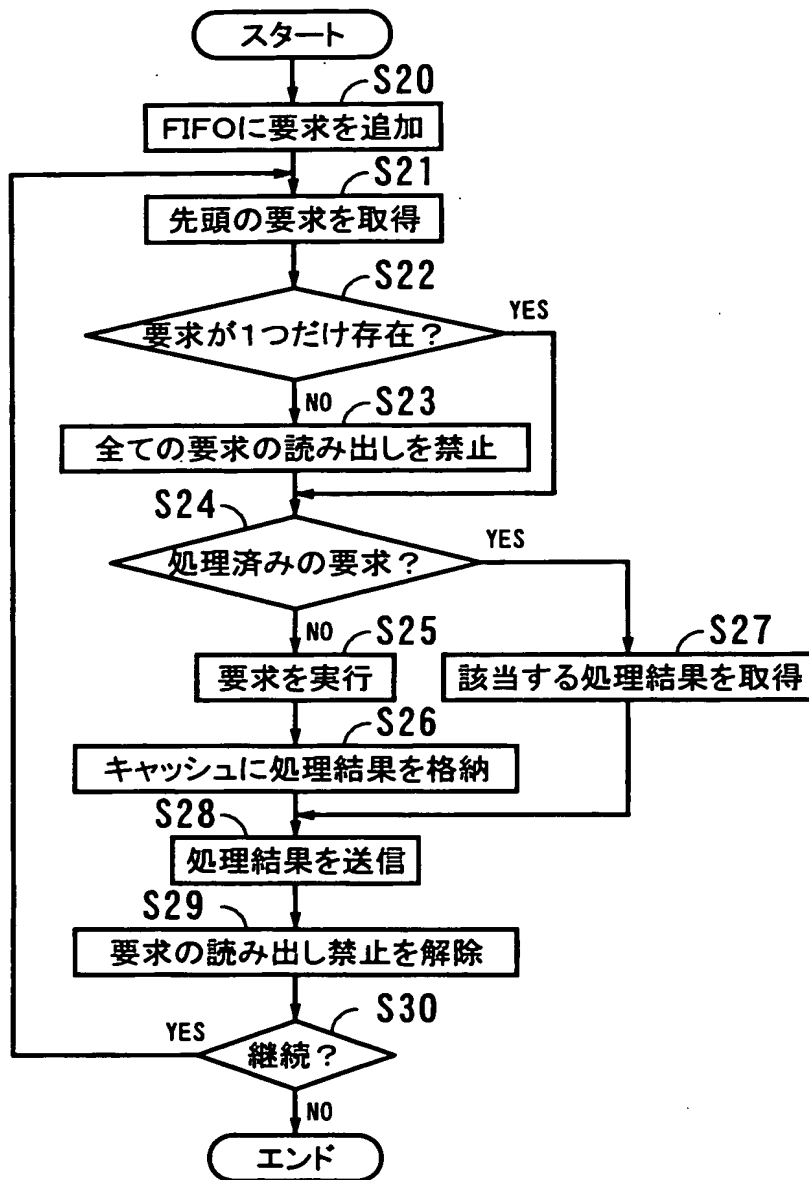 スタート
S20
FIFOに要求を追加
S21
先頭の要求を取得
S22
要求が1つだけ存在？
YES
NO
S23
全ての要求の読み出しを禁止
S24
処理済みの要求？
YES
NO
S25
要求を実行
S27
該当する処理結果を取得
S26
キャッシュに処理結果を格納
S28
処理結果を送信
S29
要求の読み出し禁止を解除
S30
継続？
YES
NO
エンド